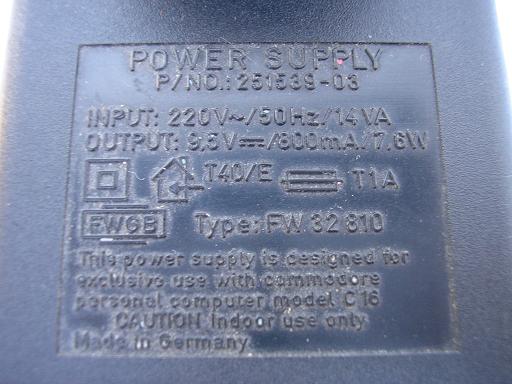 POWER SUPPLY
P/NO.: 251539-03
INPUT: 220V~/50Hz/14VA
OUTPUT: 9,5V⎓/800mA/7.6W
T40/E T1A
FWGB Type: FW 32 810
This power supply is designed for
exclusive use with commodore
personal computer model C16
CAUTION Indoor use only
Made in Germany